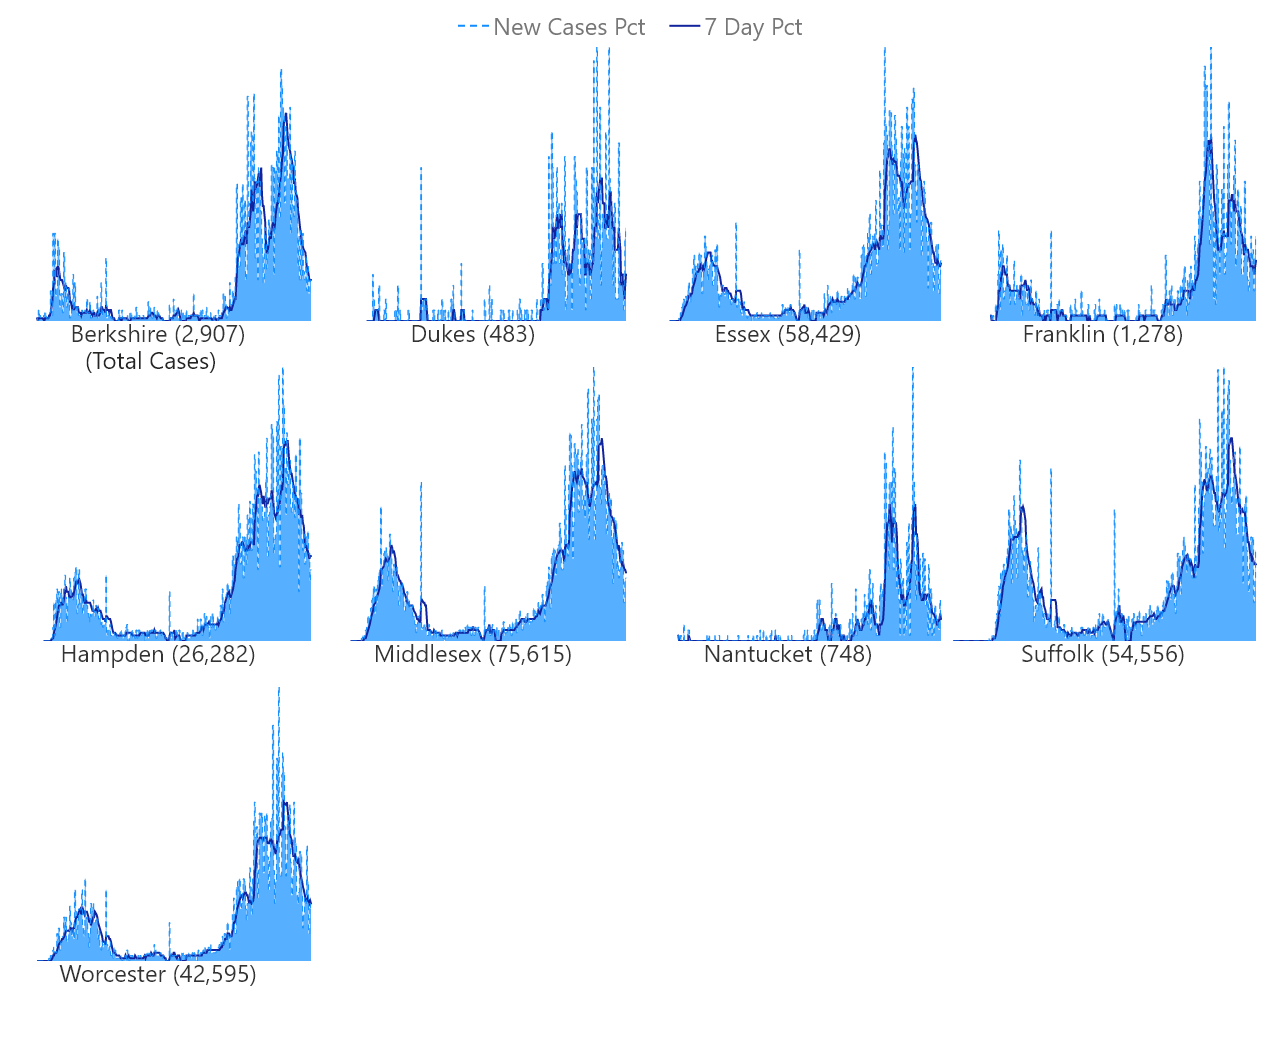 New Cases Pct 7 Day Pct
Berkshire (2,907)
(Total Cases)
Dukes (483)
Essex (58,429)
Franklin (1,278)
Hampden (26,282)
Middlesex (75,615)
Nantucket (748)
Suffolk (54,556)
Worcester (42,595)